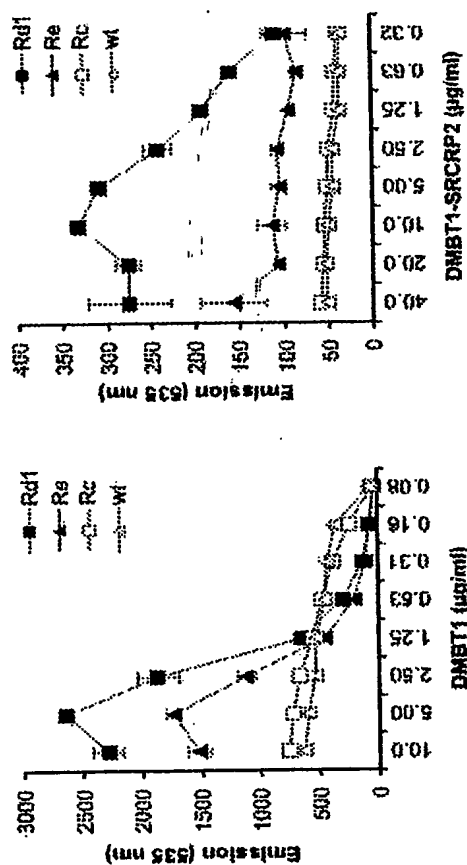 Rd1
Re
Rc
wt
3000
2500
2000
1500
1000
500
0
Emission (535 nm)
10.0
5.00
2.50
1.25
0.63
0.31
0.16
0.08
DMBT1 (µg/ml)
Rd1
Re
Rc
wt
400
350
300
250
200
150
100
50
0
Emission (535 nm)
40.0
20.0
10.0
5.00
2.50
1.25
0.63
0.32
DMBT1-SRCRP2 (µg/ml)